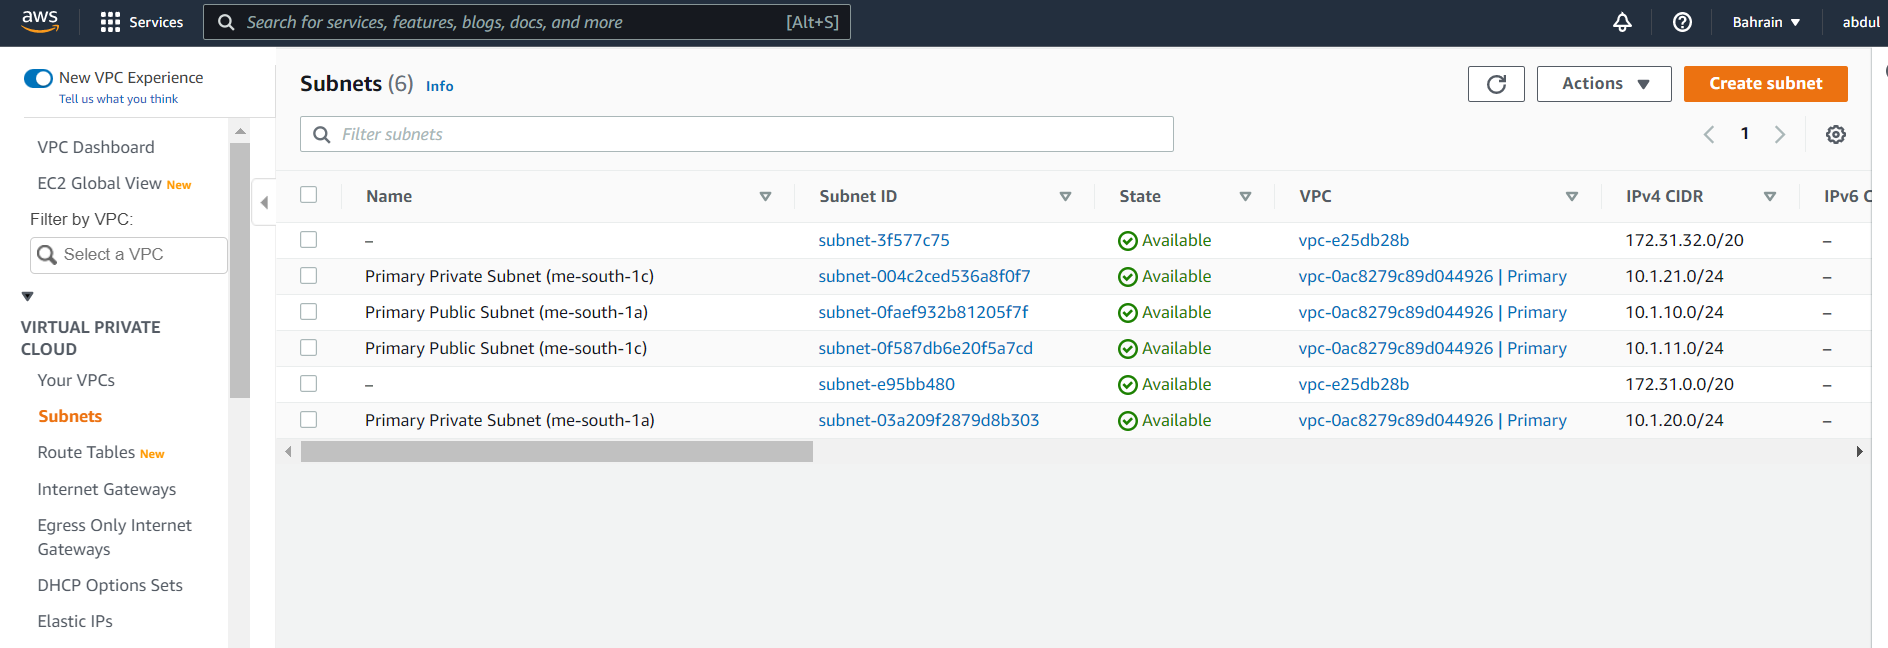 aws Services Search for services, features, blogs, docs, and more [Alt+S] Bahrain abdul
New VPC Experience
Tell us what you think
VPC Dashboard
EC2 Global View New
Filter by VPC:
Select a VPC
VIRTUAL PRIVATE
CLOUD
Your VPCs
Subnets
Route Tables New
Internet Gateways
Egress Only Internet
Gateways
DHCP Options Sets
Elastic IPs
Subnets (6) Info Actions Create subnet
Filter subnets 1
Name Subnet ID State VPC IPv4 CIDR IPv6 C
– subnet-3f577c75 Available vpc-e25db28b 172.31.32.0/20 –
Primary Private Subnet (me-south-1c) subnet-004c2ced536a8f0f7 Available vpc-0ac8279c89d044926 | Primary 10.1.21.0/24 –
Primary Public Subnet (me-south-1a) subnet-0faef932b81205f7f Available vpc-0ac8279c89d044926 | Primary 10.1.10.0/24 –
Primary Public Subnet (me-south-1c) subnet-0f587db6e20f5a7cd Available vpc-0ac8279c89d044926 | Primary 10.1.11.0/24 –
– subnet-e95bb480 Available vpc-e25db28b 172.31.0.0/20 –
Primary Private Subnet (me-south-1a) subnet-03a209f2879d8b303 Available vpc-0ac8279c89d044926 | Primary 10.1.20.0/24 –